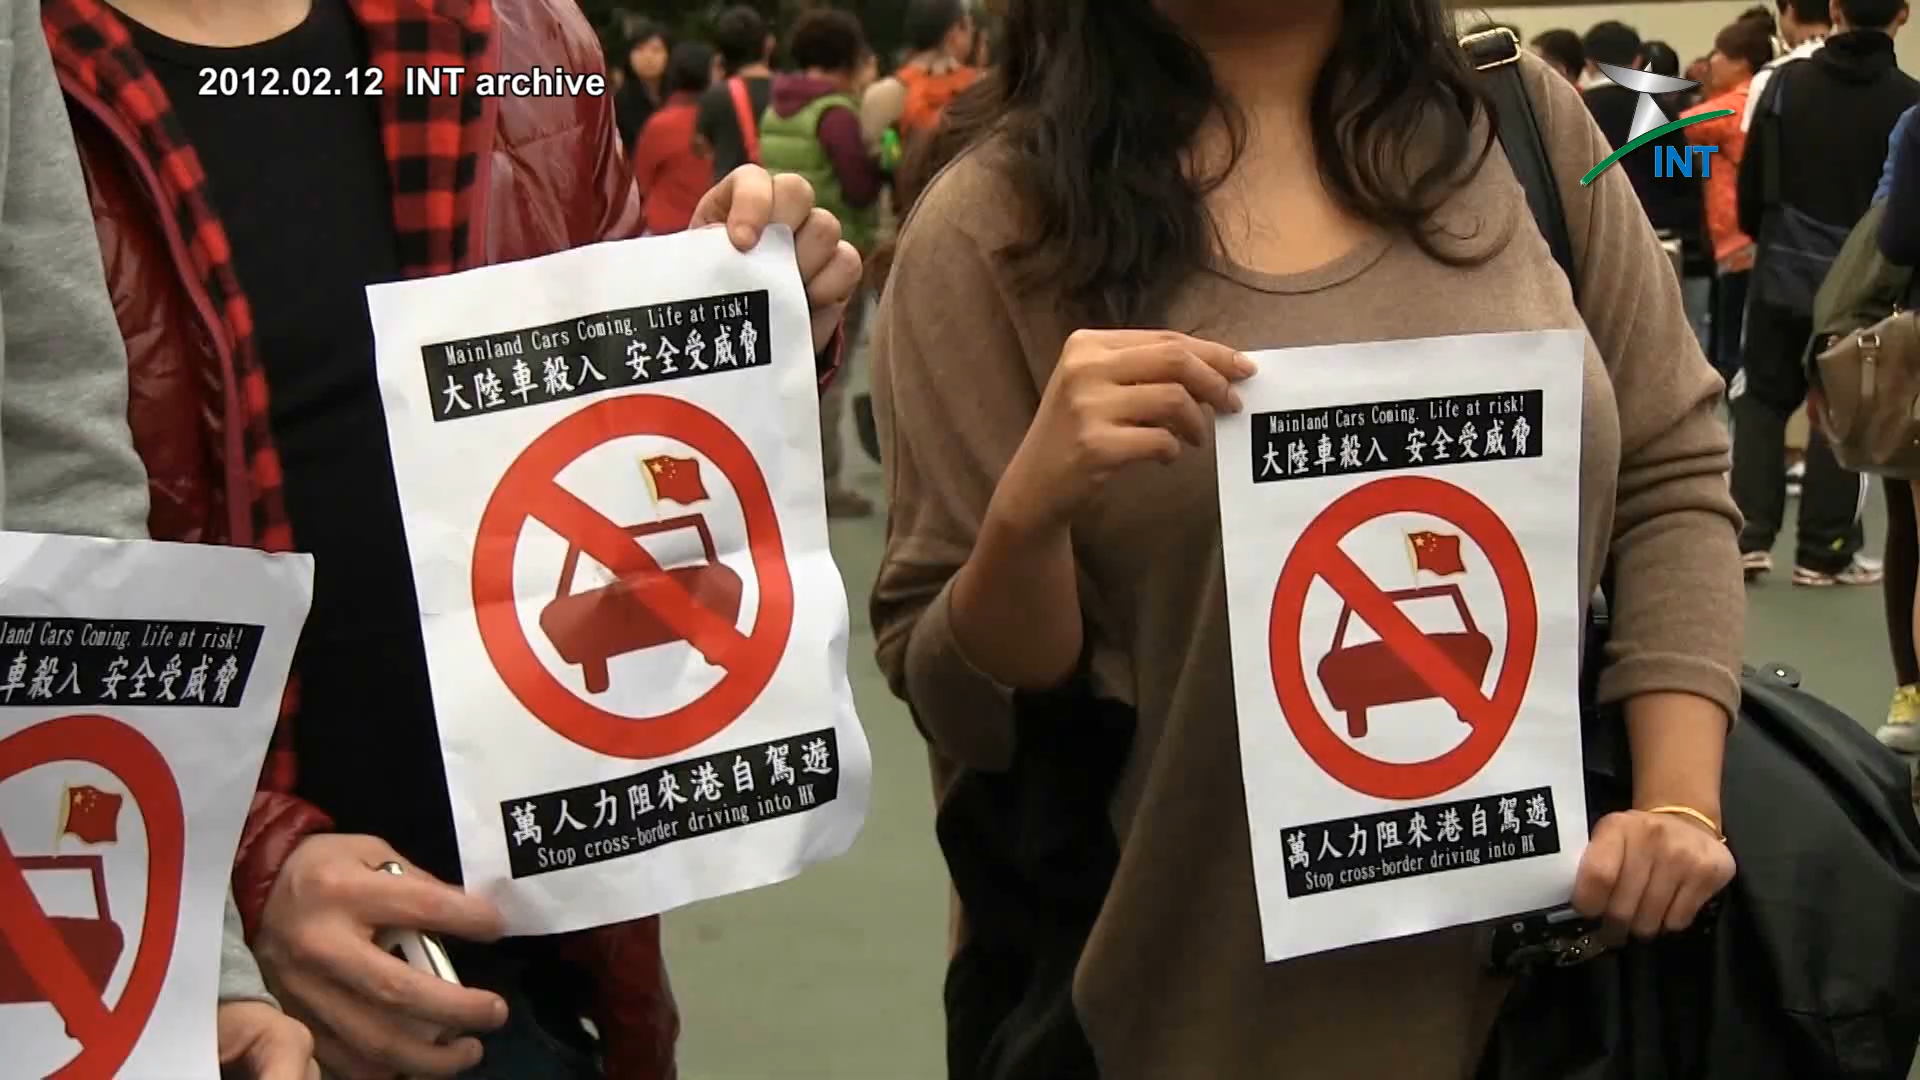 2012.02.12 INT archive
INT
Mainland Cars Coming. Life at risk!
大陸車殺入 安全受威脅
萬人力阻來港自駕遊
Stop cross-border driving into HK
Mainland Cars Coming. Life at risk!
大陸車殺入 安全受威脅
萬人力阻來港自駕遊
Stop cross-border driving into HK
land Cars Coming. Life at risk!
車殺入 安全受威脅